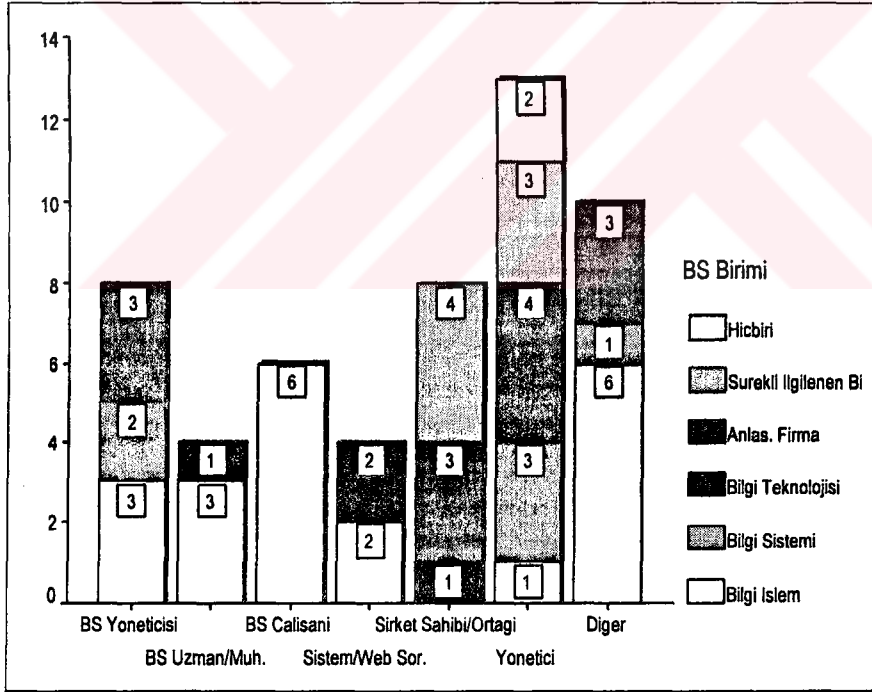 14
12
10
8
6
4
2
0
3
2
3
1
3
6
2
2
4
3
1
2
3
4
3
1
3
1
6
BS Yoneticisi
BS Uzman/Muh.
BS Calisani
Sistem/Web Sor.
Sirket Sahibi/Ortagi
Yonetici
Diger
BS Birimi
Hicbiri
Surekli Ilgilenen Bi
Anlas. Firma
Bilgi Teknolojisi
Bilgi Sistemi
Bilgi Islem